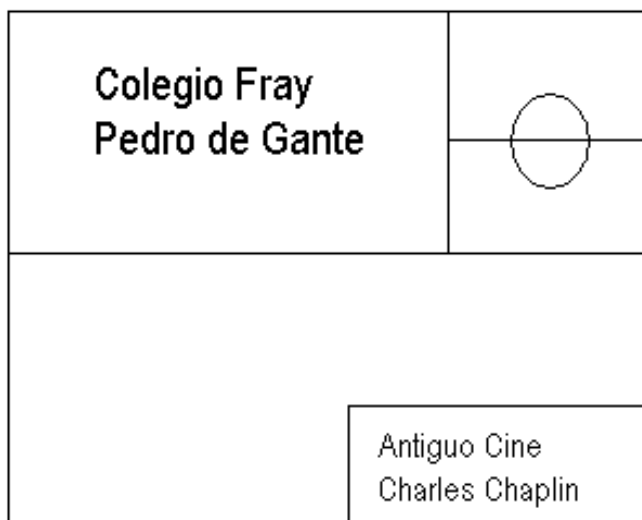 Colegio Fray
Pedro de Gante
Antiguo Cine
Charles Chaplin